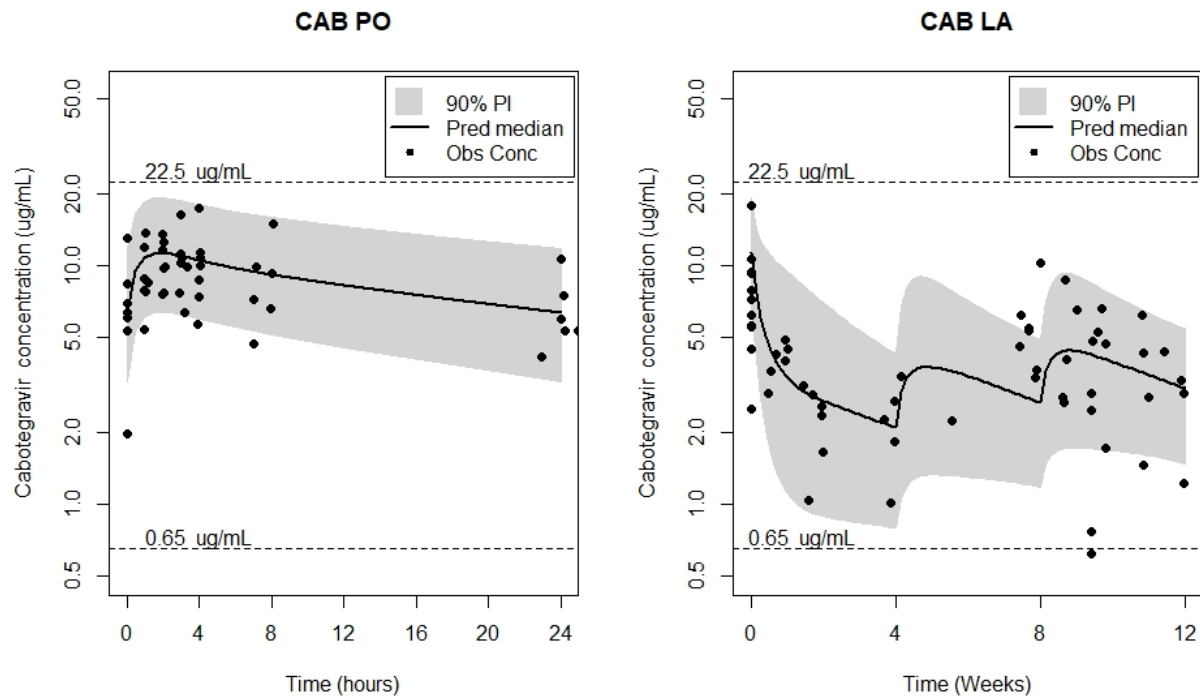 CAB PO
Cabotegravir concentration (ug/mL)
50.0
20.0
10.0
5.0
2.0
1.0
0.5
90% PI
Pred median
Obs Conc
22.5 ug/mL
0.65 ug/mL
0 4 8 12 16 20 24
Time (hours)
CAB LA
Cabotegravir concentration (ug/mL)
50.0
20.0
10.0
5.0
2.0
1.0
0.5
90% PI
Pred median
Obs Conc
22.5 ug/mL
0.65 ug/mL
0 4 8 12
Time (Weeks)